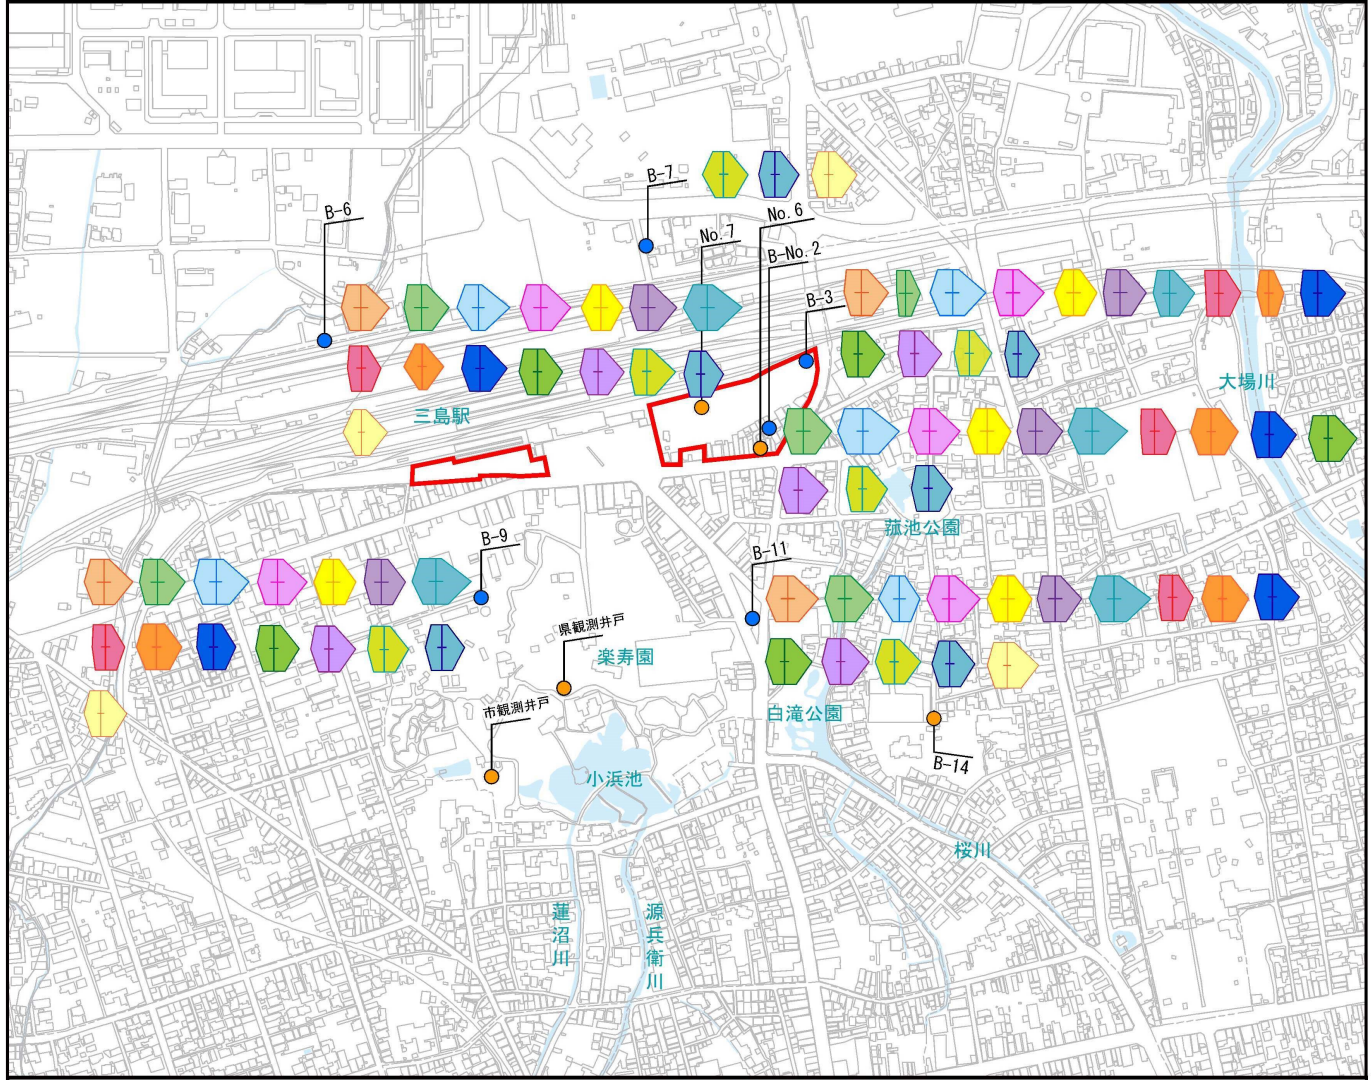 B-7
B-6
No.6
No.7
B-No.2
B-3
大場川
三島駅
菰池公園
B-9
B-11
県観測井戸
楽寿園
市観測井戸
白滝公園
B-14
小浜池
桜川
蓮沼川
源兵衛川